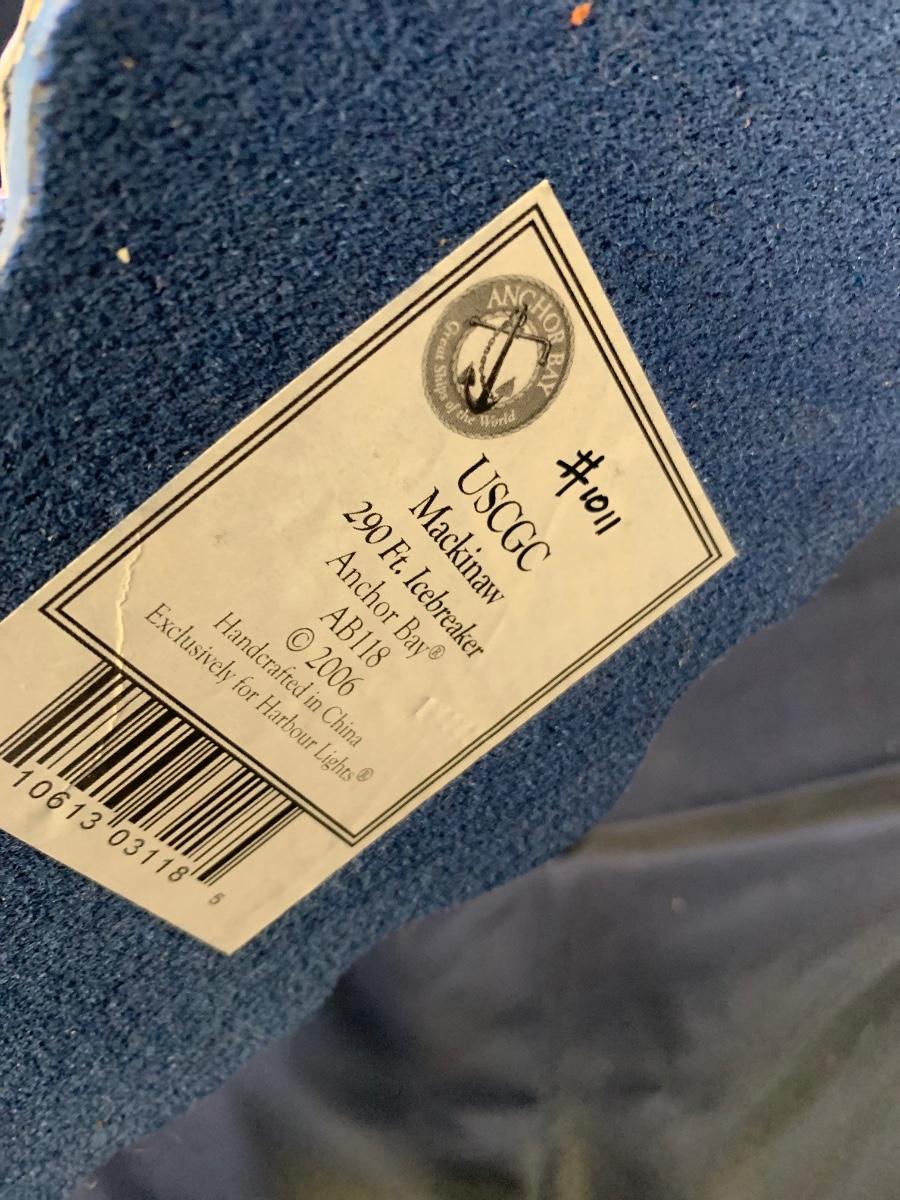 ANCHOR BAY
Great Ships of the World
#1011
USCGC
Mackinaw
290 Ft. Icebreaker
Anchor Bay®
AB118
© 2006
Handcrafted in China
Exclusively for Harbour Lights®
10613 03118 5